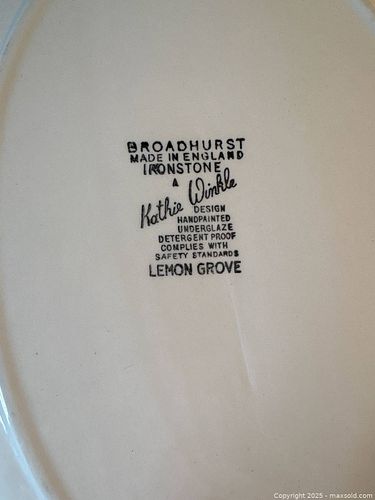 BROADHURST
MADE IN ENGLAND
IRONSTONE
A
Kathie Winkle
DESIGN
HANDPAINTED
UNDERGLAZE
DETERGENT PROOF
COMPLIES WITH
SAFETY STANDARDS
LEMON GROVE
Copyright 2025 - maxsold.com